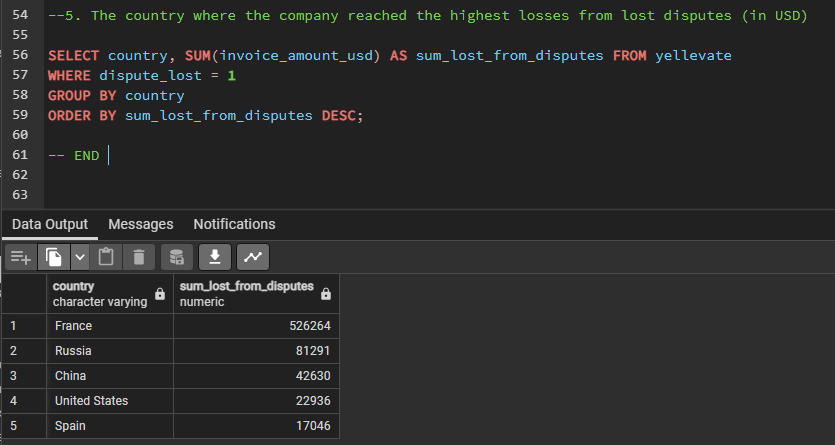 54 --5. The country where the company reached the highest losses from lost disputes (in USD)
55
56 SELECT country, SUM(invoice_amount_usd) AS sum_lost_from_disputes FROM yellevate
57 WHERE dispute_lost = 1
58 GROUP BY country
59 ORDER BY sum_lost_from_disputes DESC;
60
61 -- END
62
63
Data Output Messages Notifications
country sum_lost_from_disputes
character varying numeric
1 France 526264
2 Russia 81291
3 China 42630
4 United States 22936
5 Spain 17046